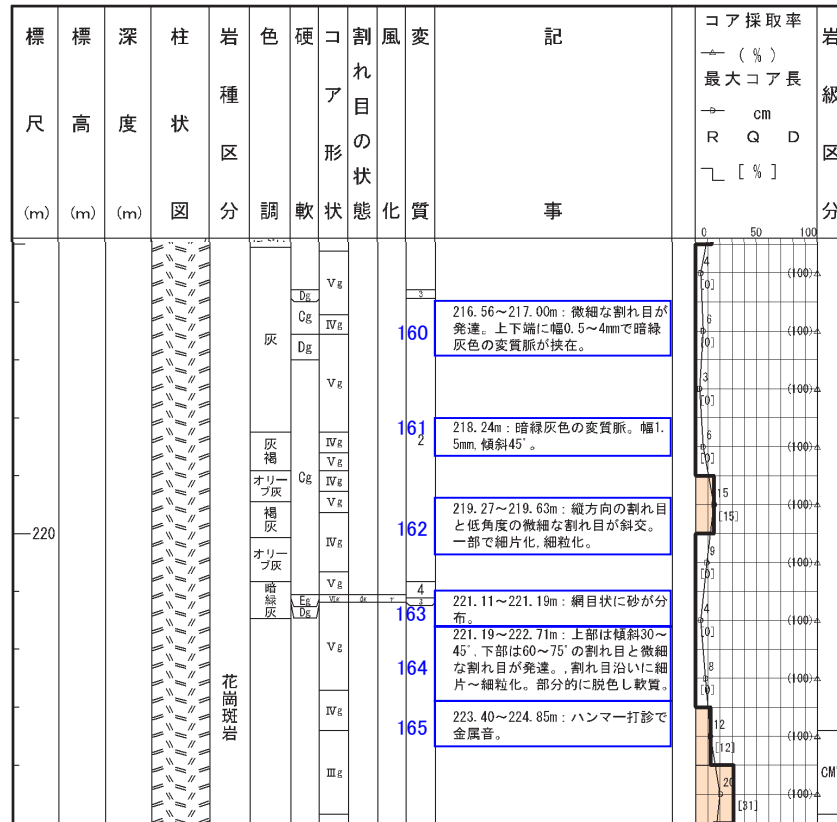 標尺(m)
標高(m)
深度(m)
柱状図
岩種区分
色調
硬軟
コア形状
割れ目の状態
風化
変質
記事
コア採取率
(%)
最大コア長
cm
R Q D
[%]
岩級区分
0 50 100
220
花崗斑岩
灰
灰褐
オリーブ灰
褐灰
オリーブ灰
暗緑灰
Dg
Cg
Dg
Cg
Eg
Dg
Ⅴg
Ⅳg
Ⅴg
Ⅳg
Ⅴg
Ⅳg
Ⅴg
Ⅳg
Ⅴg
Ⅵg
Ⅴg
Ⅳg
Ⅲg
3
2
4
3
160
216.56~217.00m:微細な割れ目が
発達。上下端に幅0.5~4mmで暗緑
灰色の変質脈が挟在。
161
218.24m:暗緑灰色の変質脈。幅1.
5mm,傾斜45ﾟ。
162
219.27~219.63m:縦方向の割れ目
と低角度の微細な割れ目が斜交。
一部で細片化,細粒化。
163
221.11~221.19m:網目状に砂が分
布。
164
221.19~222.71m:上部は傾斜30~
45ﾟ,下部は60~75ﾟの割れ目と微細
な割れ目が発達。,割れ目沿いに細
片~細粒化。部分的に脱色し軟質。
165
223.40~224.85m:ハンマー打診で
金属音。
4
[0]
(100)
6
[0]
(100)
3
[0]
(100)
6
[0]
(100)
15
[15]
(100)
9
[0]
(100)
4
[0]
(100)
8
[0]
(100)
12
[12]
(100)
20
[31]
(100)
CM